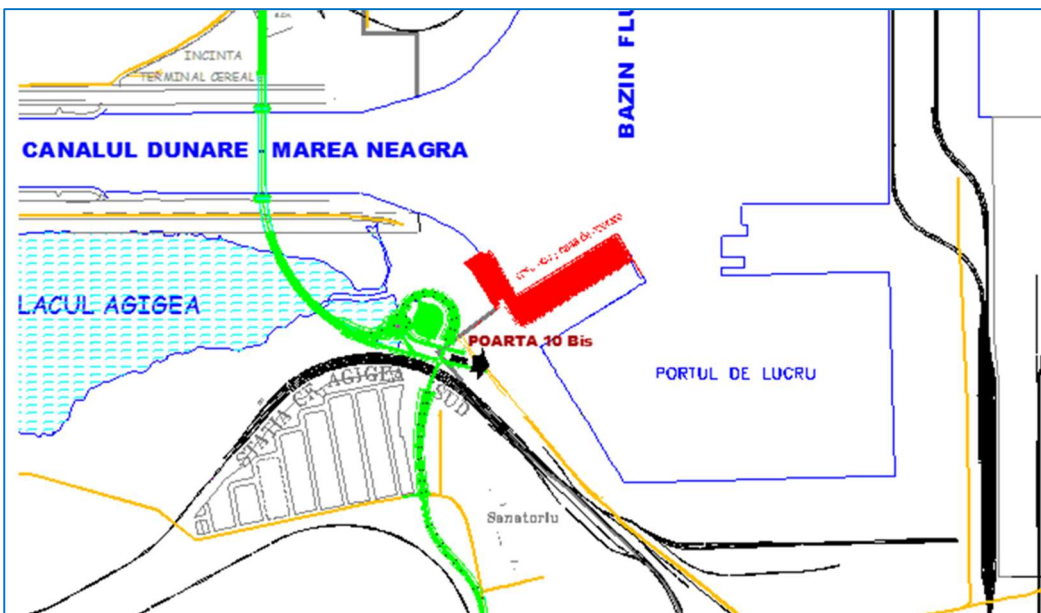 INCINTA
TERMINAL CEREAL
BAZIN FLU
CANALUL DUNARE - MAREA NEAGRA
LACUL AGIGEA
POARTA 10 Bis
PORTUL DE LUCRU
STATIA CF. AGIGEA SUD
Sanatoriu